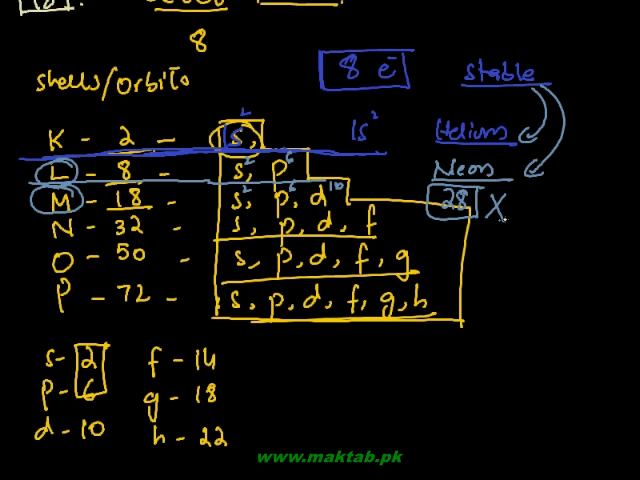 8
8 e⁻
stable
shells/orbits
K - 2 - s², 1s² Helium
L - 8 - s², p⁶ Neon
M - 18 - s², p⁶, d¹⁰ 28 X
N - 32 - s, p, d, f
O - 50 - s, p, d, f, g
P - 72 - s, p, d, f, g, h
s - 2 f - 14
p - 6 g - 18
d - 10 h - 22
www.maktab.pk